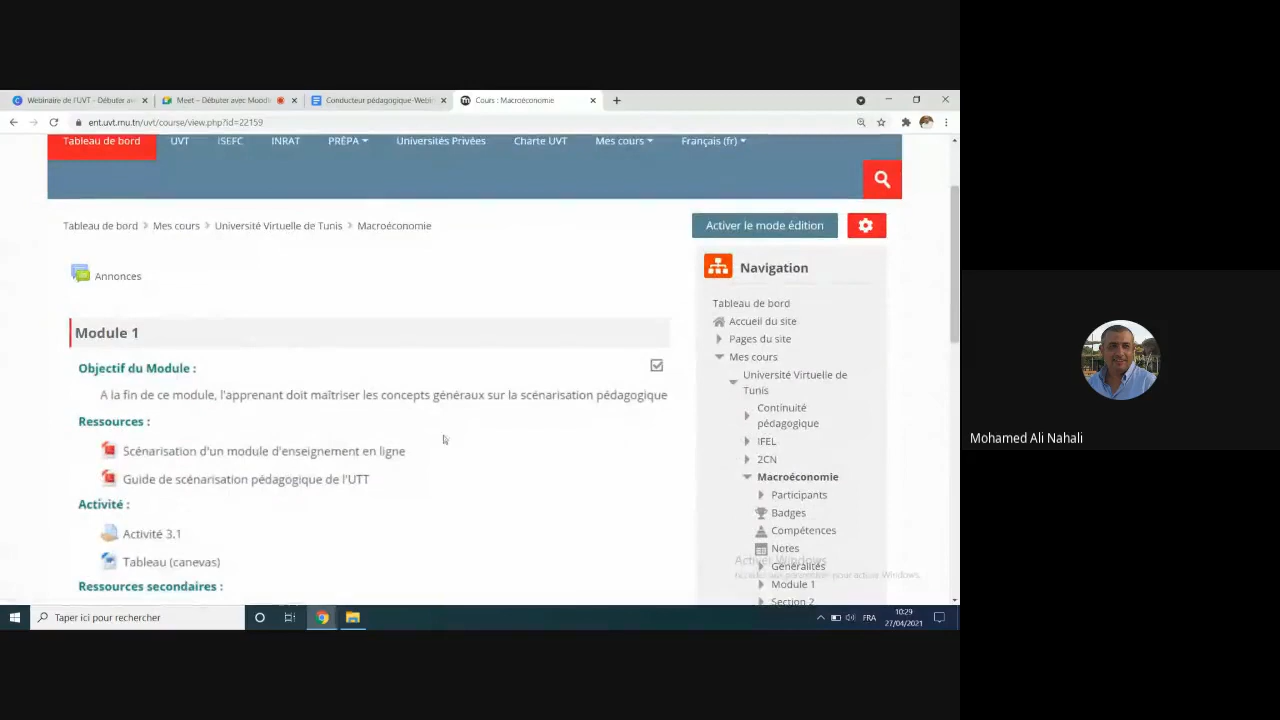 Webinaire de l'UVT - Débuter av
Meet – Débuter avec Moodl
Conducteur pédagogique-Webin
Cours : Macroéconomie
ent.uvt.rnu.tn/uvt/course/view.php?id=22159
Tableau de bord
UVT
ISEFC
INRAT
PRÉPA
Universités Privées
Charte UVT
Mes cours
Français (fr)
Tableau de bord
Mes cours
Université Virtuelle de Tunis
Macroéconomie
Activer le mode édition
Annonces
Module 1
Objectif du Module :
A la fin de ce module, l'apprenant doit maîtriser les concepts généraux sur la scénarisation pédagogique
Ressources :
Scénarisation d'un module d'enseignement en ligne
Guide de scénarisation pédagogique de l'UTT
Activité :
Activité 3.1
Tableau (canevas)
Ressources secondaires :
Navigation
Tableau de bord
Accueil du site
Pages du site
Mes cours
Université Virtuelle de
Tunis
Continuité
pédagogique
IFEL
2CN
Macroéconomie
Participants
Badges
Compétences
Notes
Généralités
Module 1
Section 2
Activer Windows
Taper ici pour rechercher
FRA
10:29
27/04/2021
Mohamed Ali Nahali